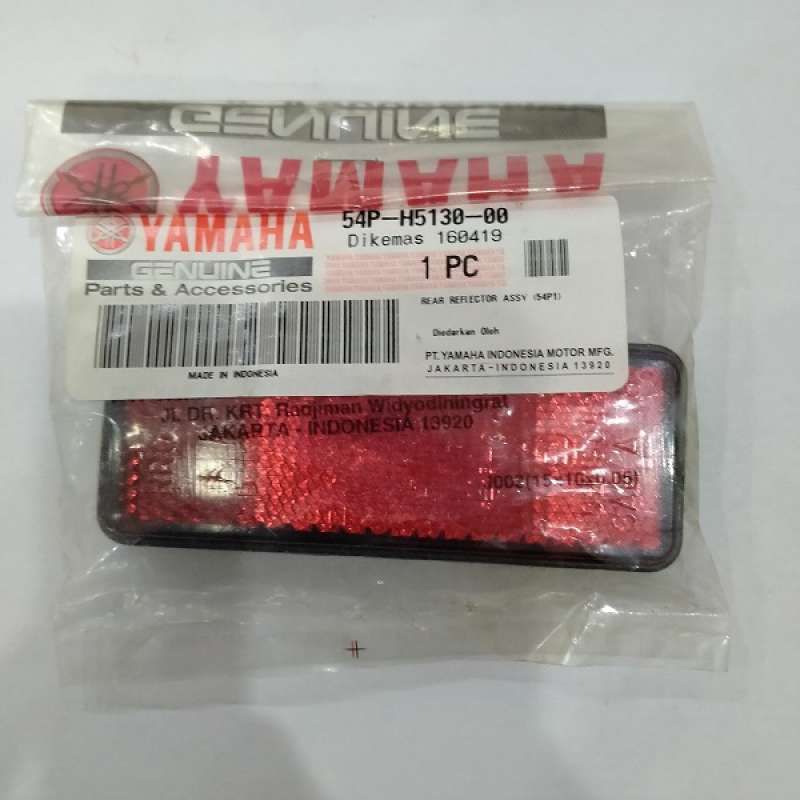 GENUINE
YAMAHA
YAMAHA
54P-H5130-00
Dikemas 160419
GENUINE
Parts & Accessories
1 PC
REAR REFLECTOR ASSY (54P1)
Diedarkan Oleh
PT. YAMAHA INDONESIA MOTOR MFG.
JAKARTA-INDONESIA 13920
MADE IN INDONESIA
Jl. DR. KRT. Radjiman Widyodiningrat
JAKARTA - INDONESIA 13920